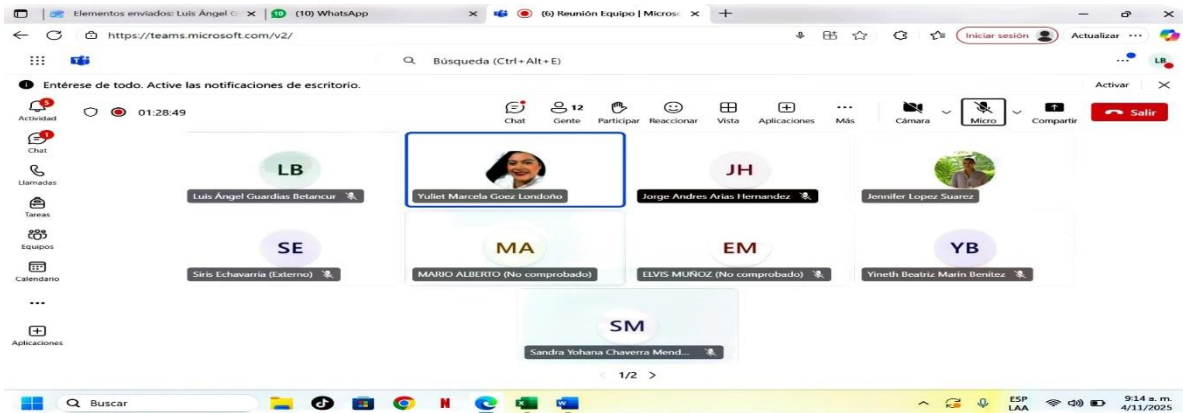 Elementos enviados: Luis Ángel G
(10) WhatsApp
(6) Reunión Equipo | Micros
https://teams.microsoft.com/v2/
Iniciar sesión
Actualizar
Búsqueda (Ctrl+Alt+E)
LB
Entérese de todo. Active las notificaciones de escritorio.
Activar
Actividad
5
01:28:49
Chat
12
Gente
Participar
Reaccionar
Vista
Aplicaciones
Más
Cámara
Micro
Compartir
Salir
Chat
Llamadas
Tareas
Equipos
Calendario
Aplicaciones
LB
Luis Ángel Guardias Betancur
Yuliet Marcela Goez Londoño
JH
Jorge Andres Arias Hernandez
Jennifer Lopez Suarez
SE
Siris Echavarria (Externo)
MA
MARIO ALBERTO (No comprobado)
EM
ELVIS MUÑOZ (No comprobado)
YB
Yineth Beatriz Marin Benitez
SM
Sandra Yohana Chaverra Mend...
1/2
Buscar
ESP
LAA
9:14 a. m.
4/11/2025